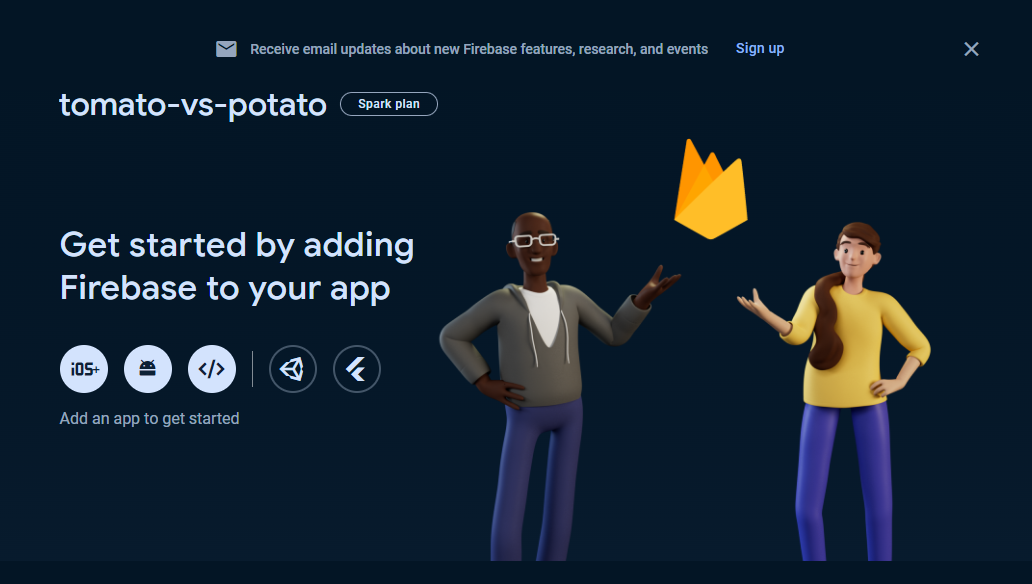 Receive email updates about new Firebase features, research, and events Sign up
tomato-vs-potato Spark plan
Get started by adding
Firebase to your app
iOS+ </>
Add an app to get started